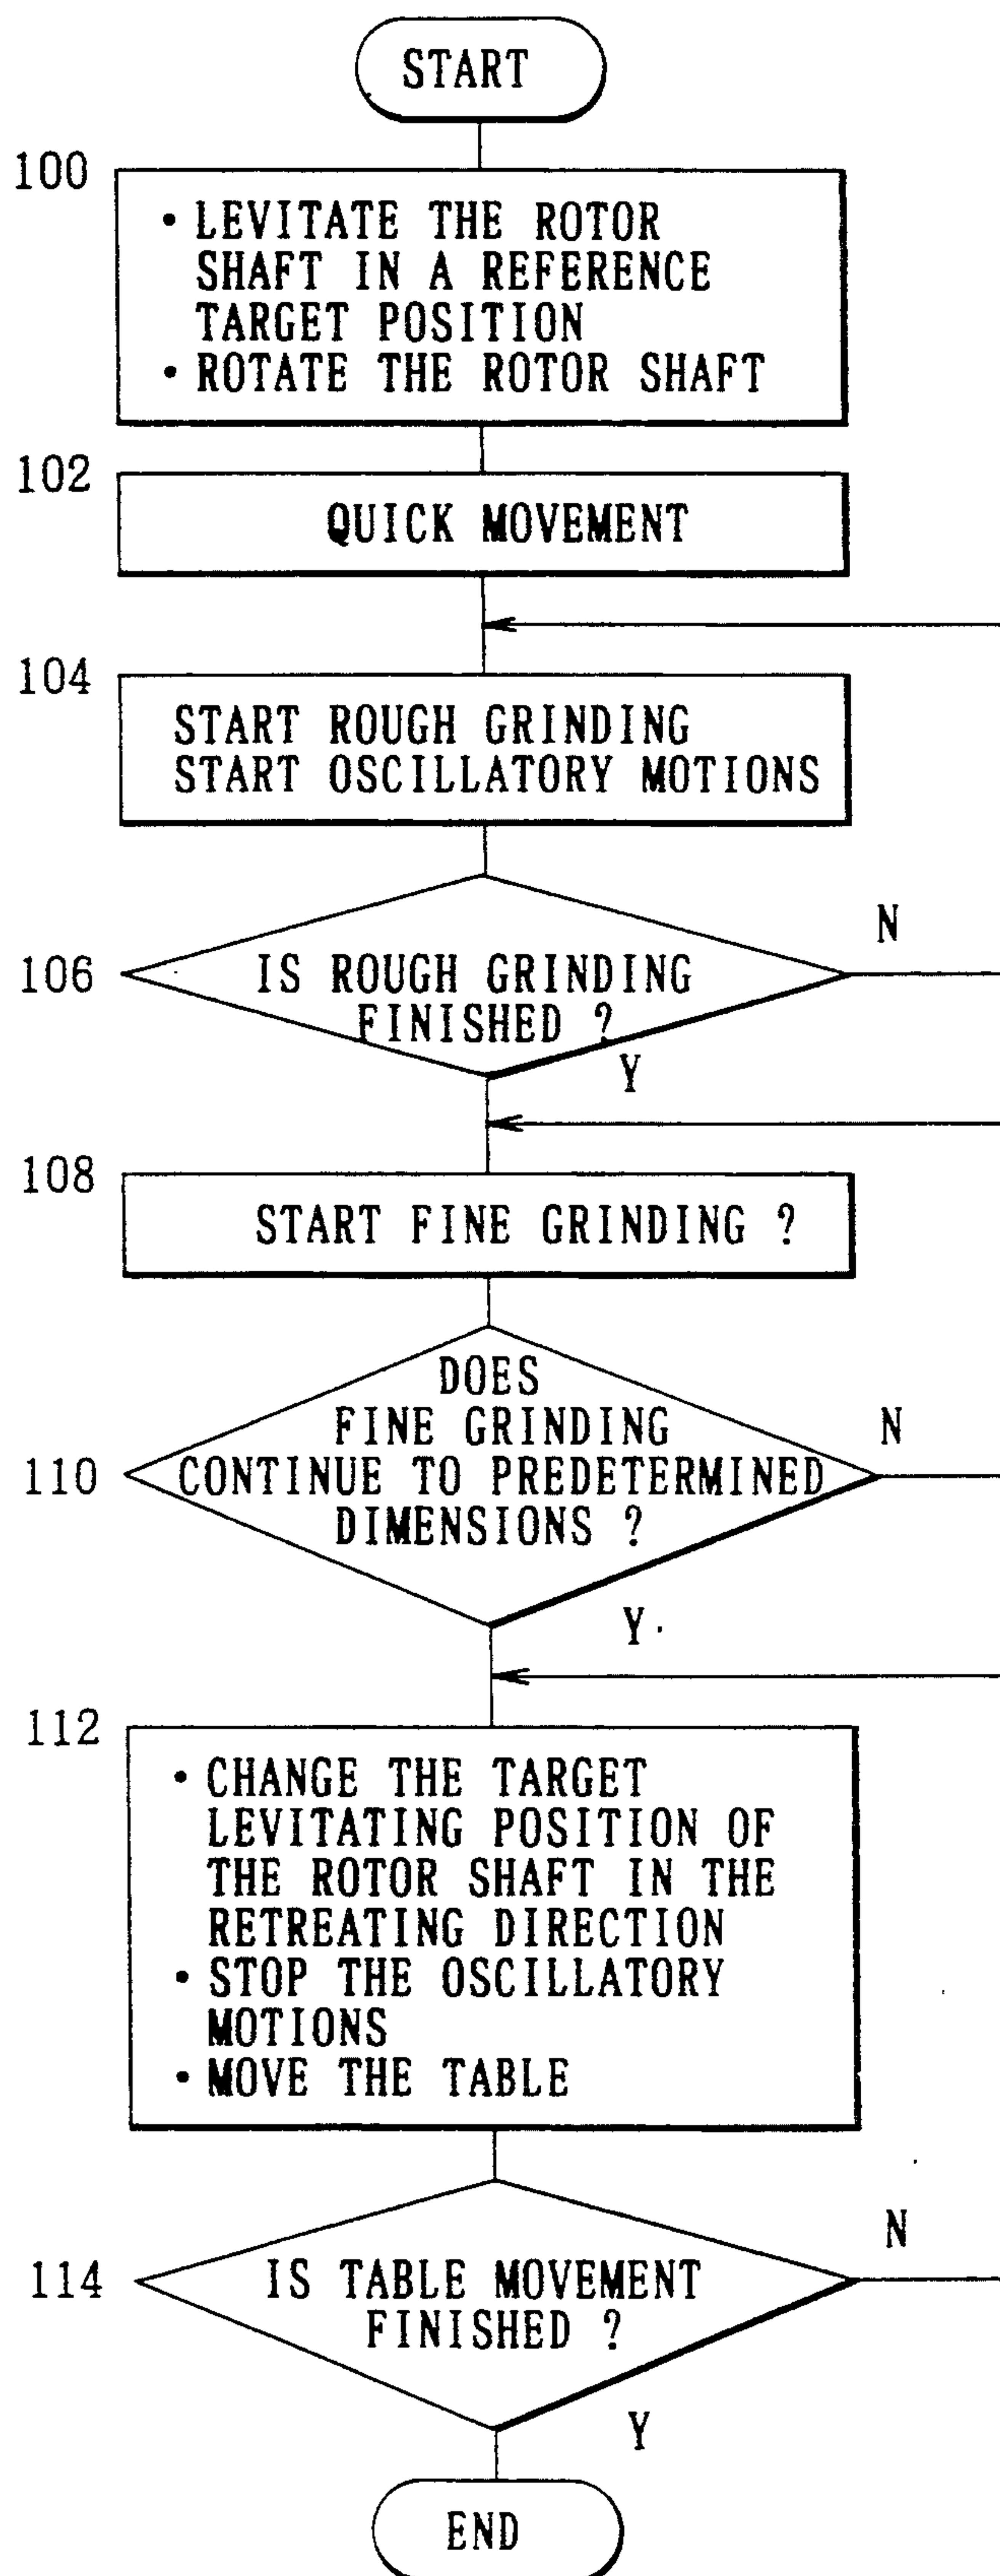 START
100
• LEVITATE THE ROTOR
SHAFT IN A REFERENCE
TARGET POSITION
• ROTATE THE ROTOR SHAFT
102
QUICK MOVEMENT
104
START ROUGH GRINDING
START OSCILLATORY MOTIONS
N
106
IS ROUGH GRINDING
FINISHED ?
Y
108
START FINE GRINDING ?
DOES
FINE GRINDING
N
110
CONTINUE TO PREDETERMINED
DIMENSIONS ?
Y
112
• CHANGE THE TARGET
LEVITATING POSITION OF
THE ROTOR SHAFT IN THE
RETREATING DIRECTION
• STOP THE OSCILLATORY
MOTIONS
• MOVE THE TABLE
N
114
IS TABLE MOVEMENT
FINISHED ?
Y
END